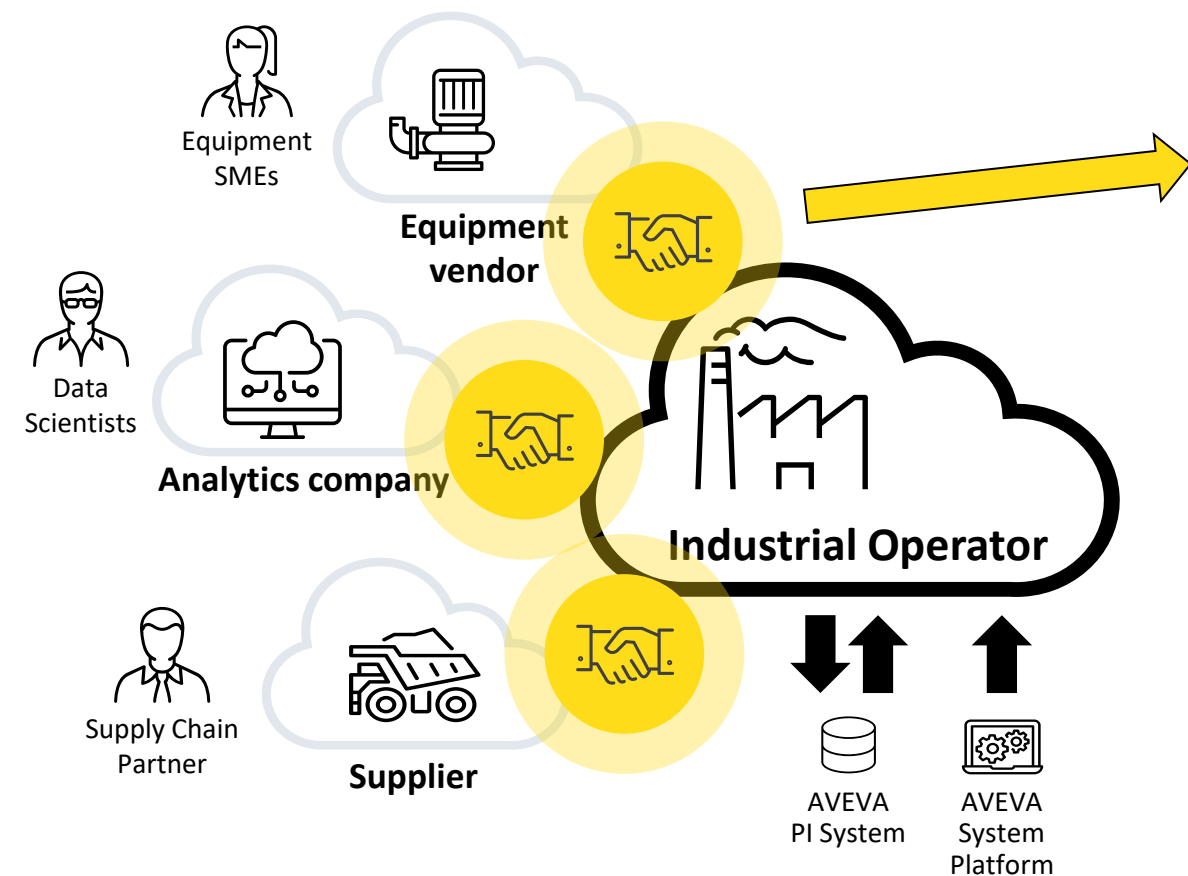 Equipment
SMEs
Equipment
vendor
Data
Scientists
Analytics company
Industrial Operator
Supply Chain
Partner
Supplier
AVEVA
PI System
AVEVA
System
Platform